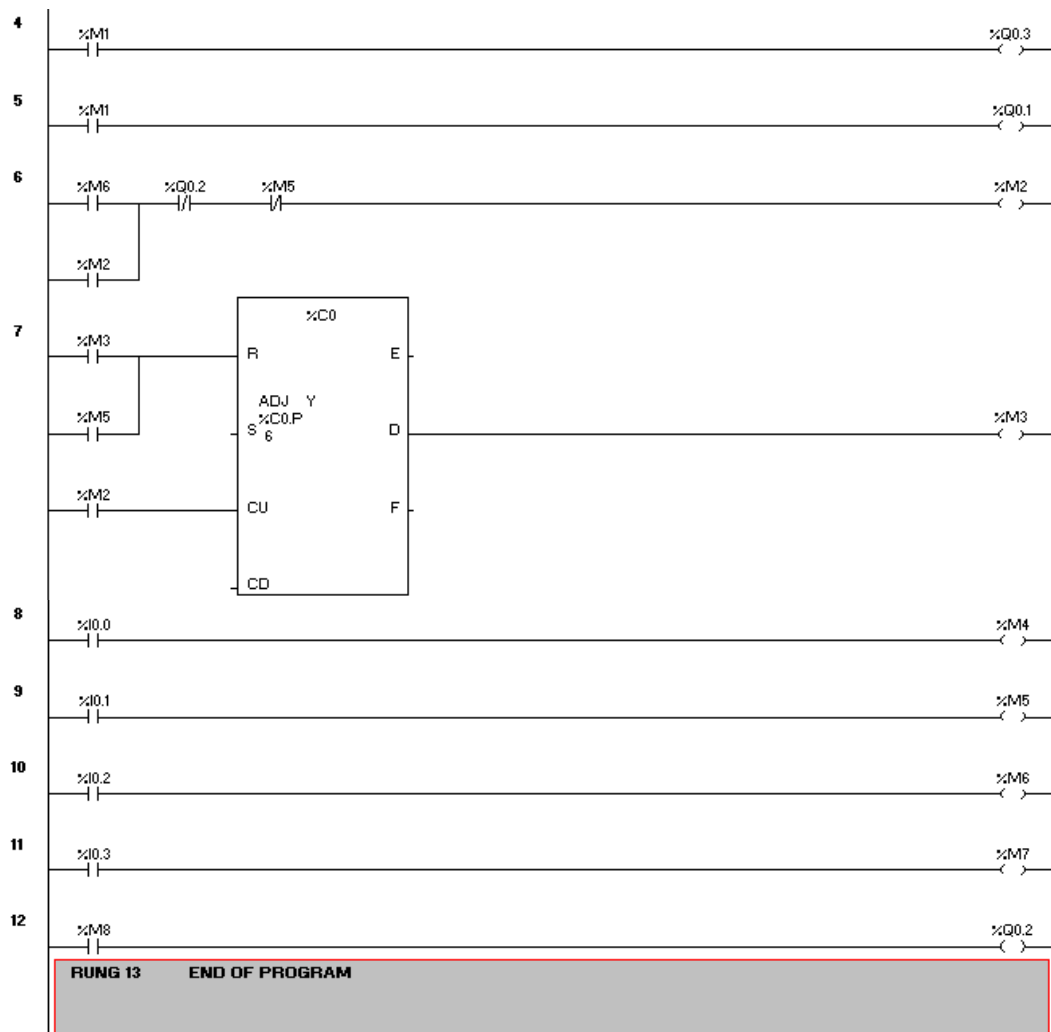 4
%M1 %Q0.3
5
%M1 %Q0.1
6
%M6 %Q0.2 %M5 %M2
%M2
%C0
7
%M3
R E
ADJ Y
%M5 %C0.P %M3
S 6 D
%M2
CU F
CD
8
%I0.0 %M4
9
%I0.1 %M5
10
%I0.2 %M6
11
%I0.3 %M7
12
%M8 %Q0.2
RUNG 13 END OF PROGRAM